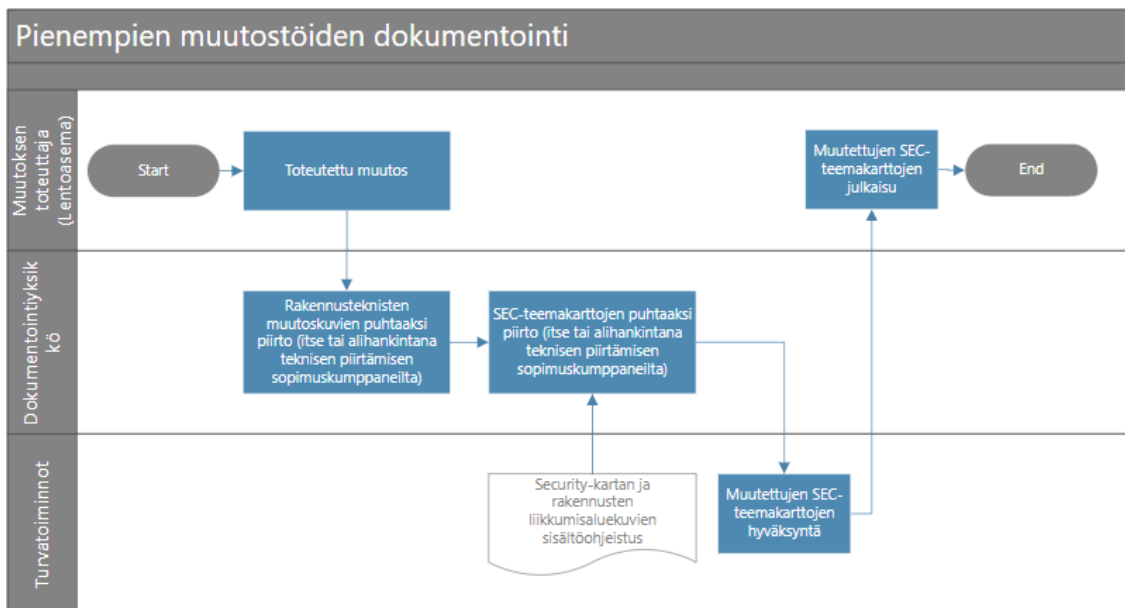 Pienempien muutostöiden dokumentointi
Muutoksen
toteuttaja
(Lentoasema)
Start
Toteutettu muutos
Muutettujen SEC-
teemakarttojen
julkaisu
End
Dokumentointiyksik
kö
Rakennusteknisten
muutoskuvien puhtaaksi
piirto (itse tai alihankintana
teknisen piirtämisen
sopimuskumppaneilta)
SEC-teemakarttojen puhtaaksi
piirto (itse tai alihankintana
teknisen piirtämisen
sopimuskumppaneilta)
Turvatoiminnot
Security-kartan ja
rakennusten
liikkumisaluekuvien
sisältöohjeistus
Muutettujen SEC-
teemakarttojen
hyväksyntä